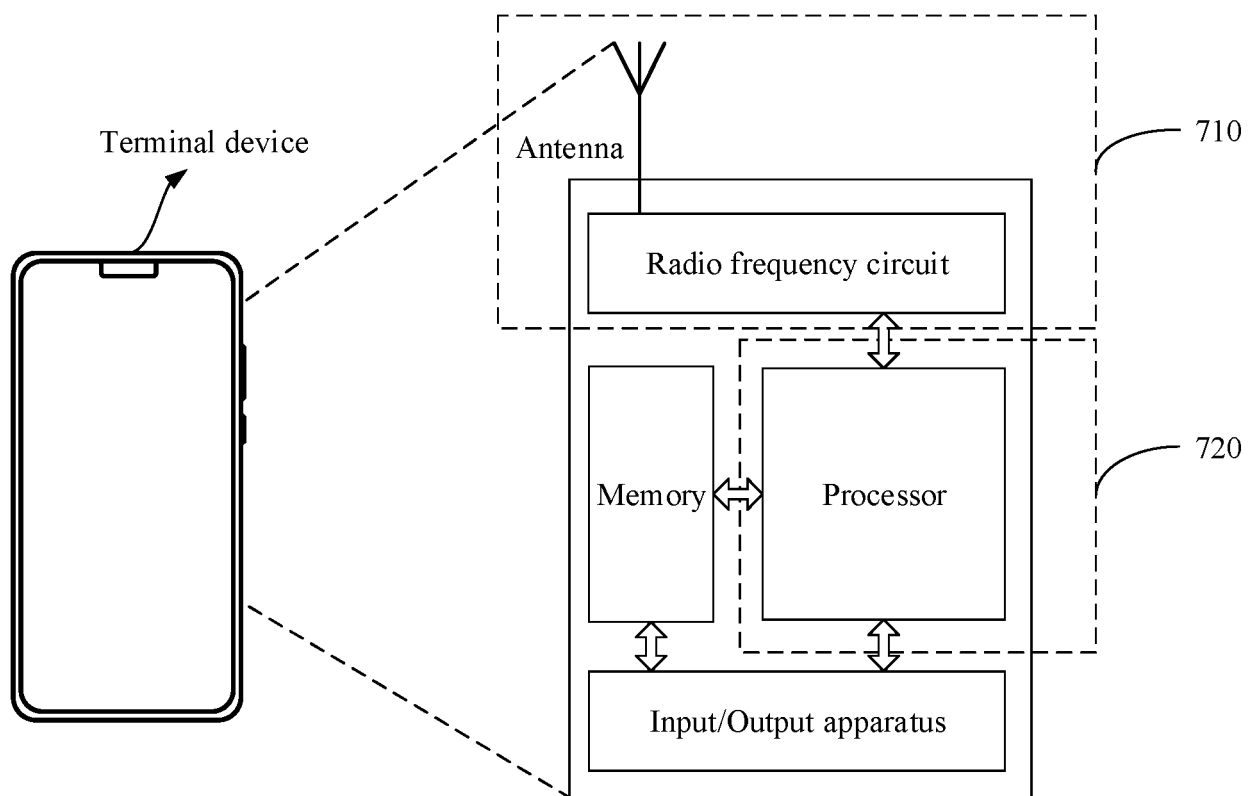 Terminal device
Antenna
710
Radio frequency circuit
Memory
Processor
720
Input/Output apparatus